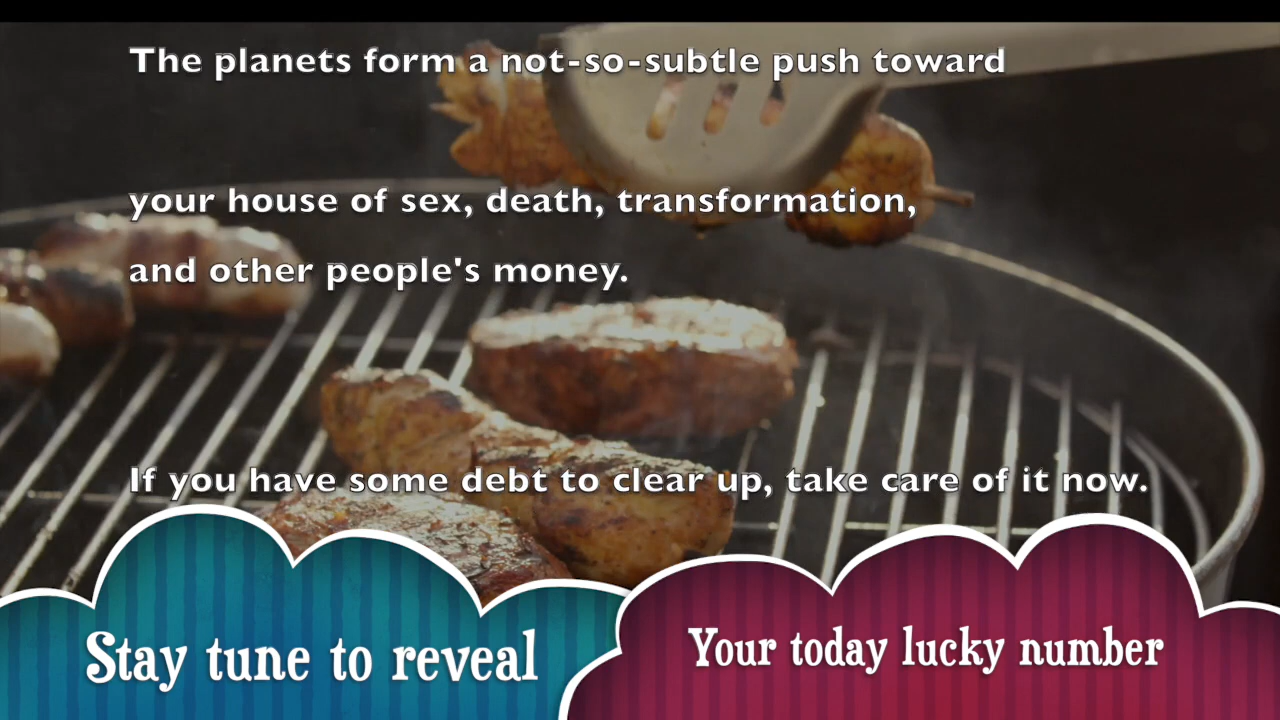 The planets form a not-so-subtle push toward
your house of sex, death, transformation,
and other people's money.
If you have some debt to clear up, take care of it now.
Stay tune to reveal
Your today lucky number